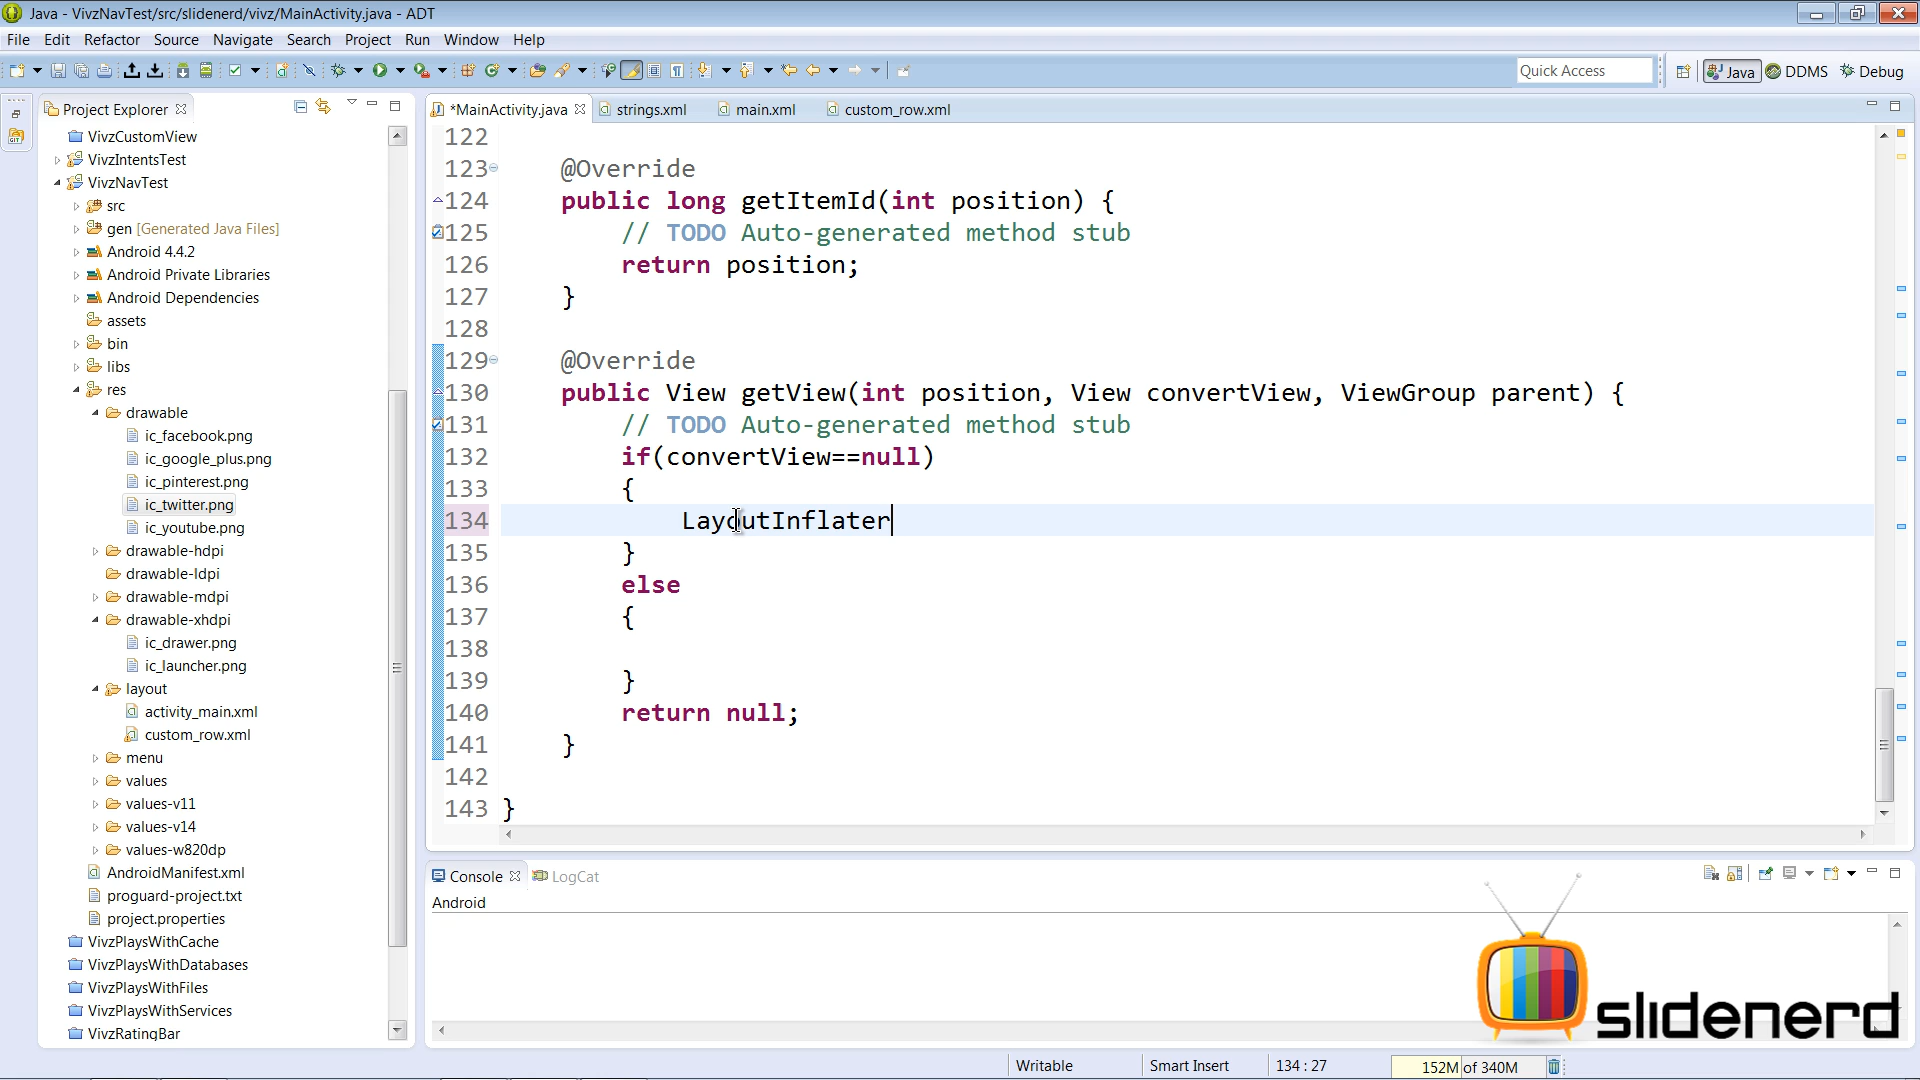 Java - VivzNavTest/src/slidenerd/vivz/MainActivity.java - ADT
File Edit Refactor Source Navigate Search Project Run Window Help
Quick Access Java DDMS Debug
Project Explorer
VivzCustomView
VivzIntentsTest
VivzNavTest
src
gen [Generated Java Files]
Android 4.4.2
Android Private Libraries
Android Dependencies
assets
bin
libs
res
drawable
ic_facebook.png
ic_google_plus.png
ic_pinterest.png
ic_twitter.png
ic_youtube.png
drawable-hdpi
drawable-ldpi
drawable-mdpi
drawable-xhdpi
ic_drawer.png
ic_launcher.png
layout
activity_main.xml
custom_row.xml
menu
values
values-v11
values-v14
values-w820dp
AndroidManifest.xml
proguard-project.txt
project.properties
VivzPlaysWithCache
VivzPlaysWithDatabases
VivzPlaysWithFiles
VivzPlaysWithServices
VivzRatingBar
*MainActivity.java strings.xml main.xml custom_row.xml
122
123 @Override
124 public long getItemId(int position) {
125 // TODO Auto-generated method stub
126 return position;
127 }
128
129 @Override
130 public View getView(int position, View convertView, ViewGroup parent) {
131 // TODO Auto-generated method stub
132 if(convertView==null)
133 {
134 LayoutInflater
135 }
136 else
137 {
138
139 }
140 return null;
141 }
142
143 }
Console LogCat
Android
slidenerd
Writable Smart Insert 134 : 27 152M of 340M